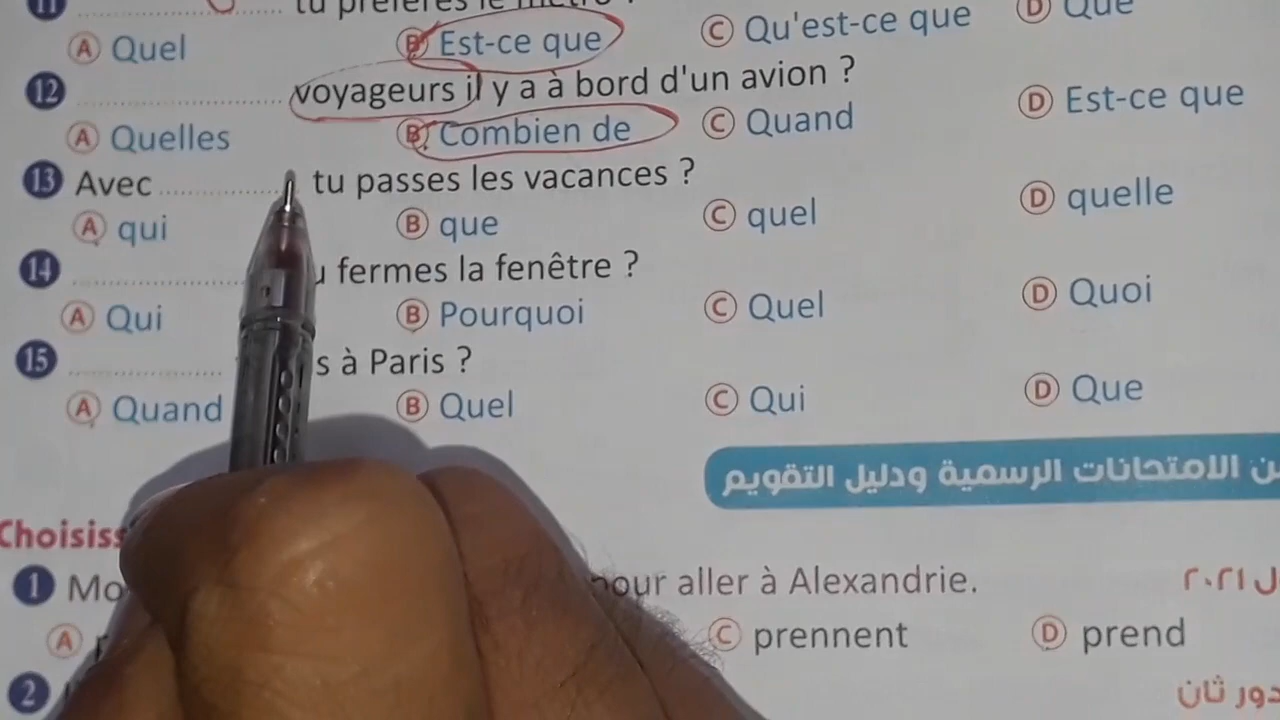 11 .................... tu préfères le métro ?
A Quel B Est-ce que C Qu'est-ce que D Que
12 .................... voyageurs il y a à bord d'un avion ?
A Quelles B Combien de C Quand D Est-ce que
13 Avec .................... tu passes les vacances ?
A qui B que C quel D quelle
14 .................... fermes la fenêtre ?
A Qui B Pourquoi C Quel D Quoi
15 .................... à Paris ?
A Quand B Quel C Qui D Que
الامتحانات الرسمية ودليل التقويم
1 pour aller à Alexandrie. ٢٠٢١
A C prennent D prend
2 دور ثان